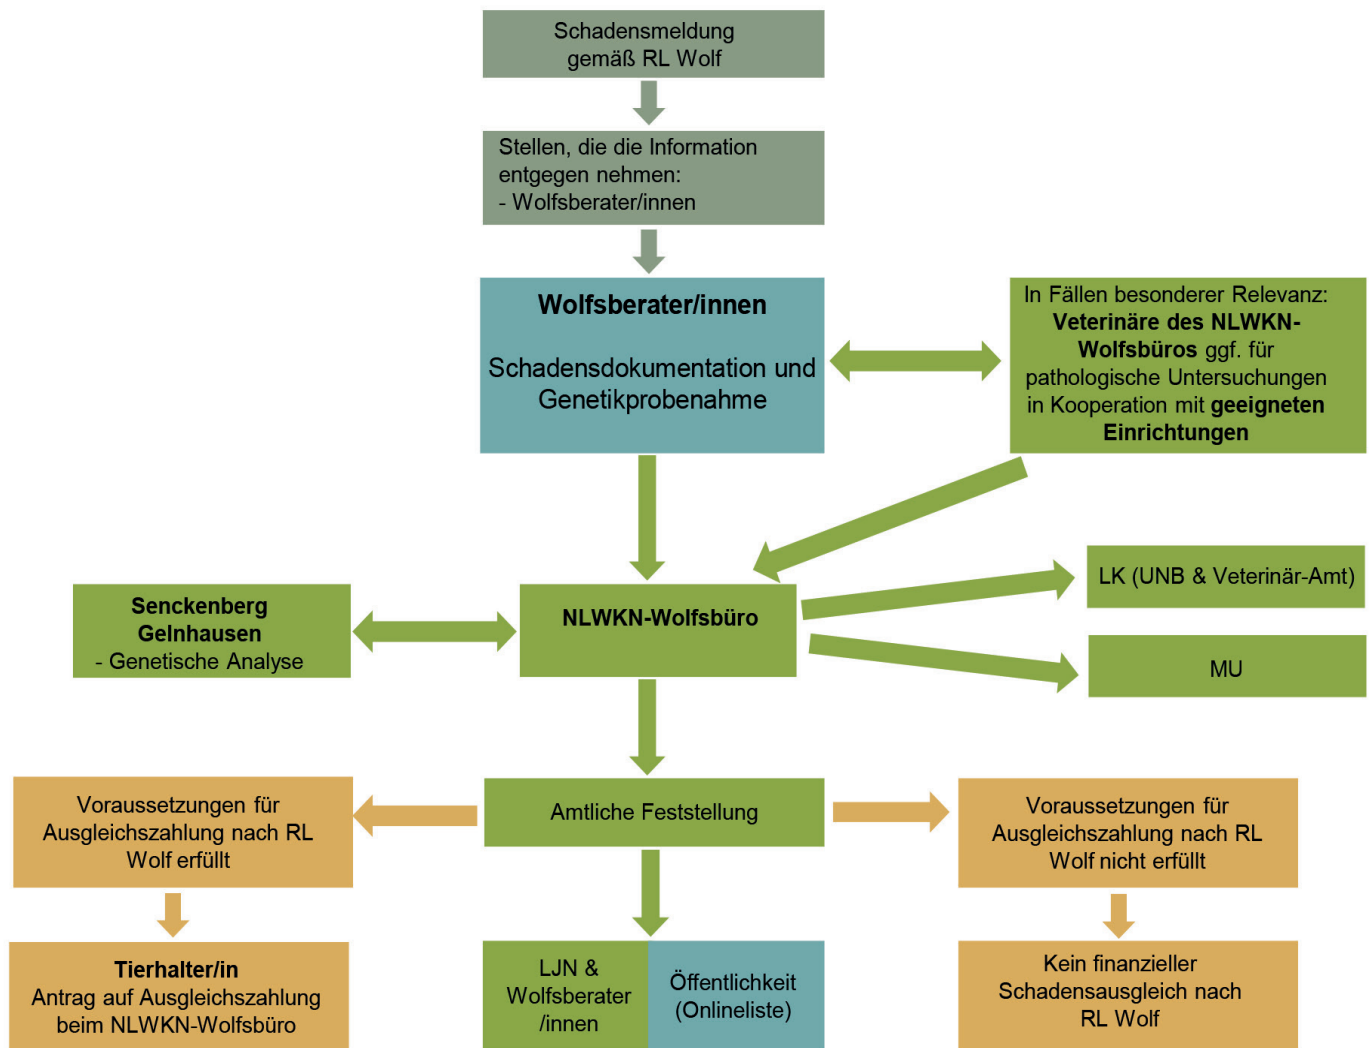 Schadensmeldung
gemäß RL Wolf
Stellen, die die Information
entgegen nehmen:
- Wolfsberater/innen
Wolfsberater/innen
Schadensdokumentation und
Genetikprobenahme
In Fällen besonderer Relevanz:
Veterinäre des NLWKN-
Wolfsbüros ggf. für
pathologische Untersuchungen
in Kooperation mit geeigneten
Einrichtungen
LK (UNB & Veterinär-Amt)
Senckenberg
Gelnhausen
- Genetische Analyse
NLWKN-Wolfsbüro
MU
Voraussetzungen für
Ausgleichszahlung nach RL
Wolf erfüllt
Amtliche Feststellung
Voraussetzungen für
Ausgleichszahlung nach RL
Wolf nicht erfüllt
Tierhalter/in
Antrag auf Ausgleichszahlung
beim NLWKN-Wolfsbüro
LJN &
Wolfsberater
/innen
Öffentlichkeit
(Onlineliste)
Kein finanzieller
Schadensausgleich nach
RL Wolf